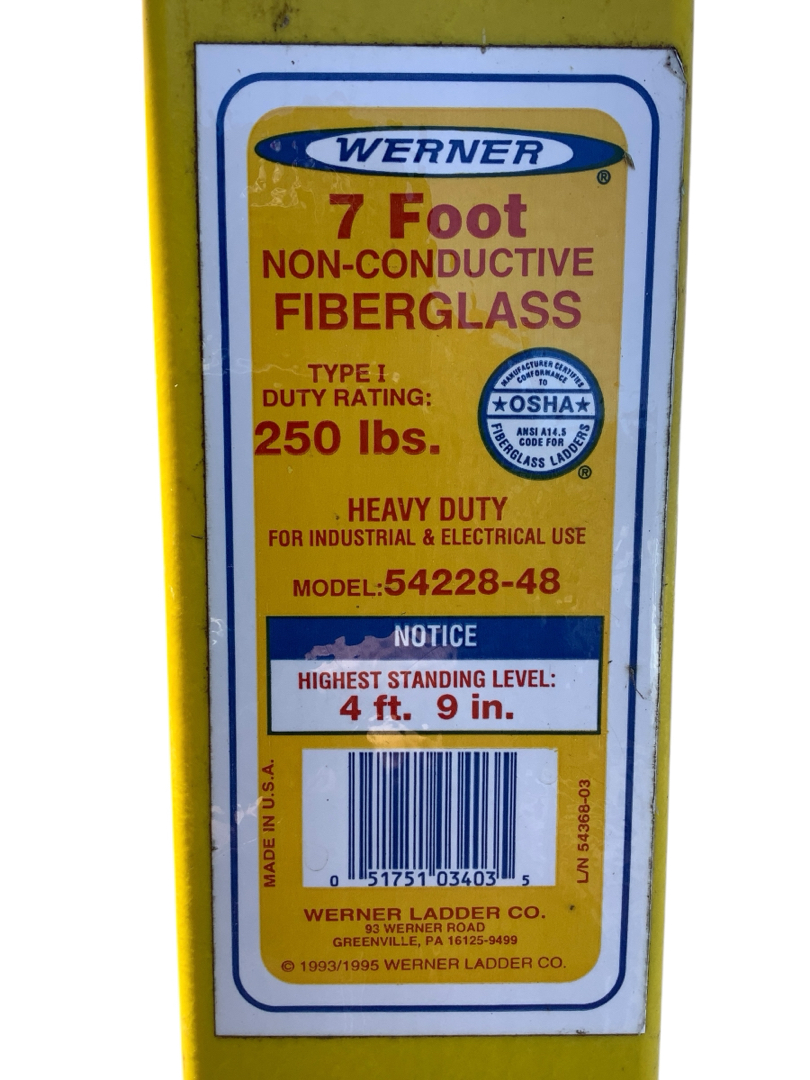 WERNER
®
7 Foot
NON-CONDUCTIVE
FIBERGLASS
TYPE I
DUTY RATING:
250 lbs.
MANUFACTURER CERTIFIES
CONFORMANCE
TO
★OSHA★
ANSI A14.5
CODE FOR
FIBERGLASS LADDERS
®
HEAVY DUTY
FOR INDUSTRIAL & ELECTRICAL USE
MODEL:54228-48
NOTICE
HIGHEST STANDING LEVEL:
4 ft. 9 in.
MADE IN U.S.A.
0 51751 03403 5
L/N 54368-03
WERNER LADDER CO.
93 WERNER ROAD
GREENVILLE, PA 16125-9499
© 1993/1995 WERNER LADDER CO.